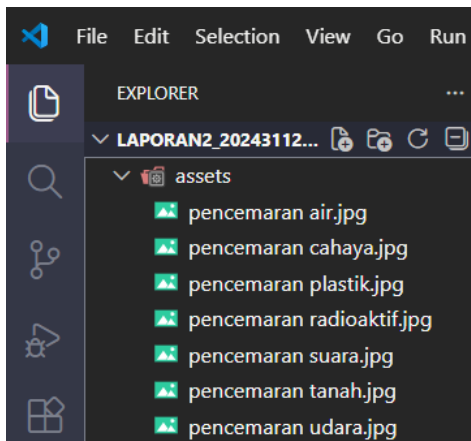 File Edit Selection View Go Run
EXPLORER ...
LAPORAN2_20243112...
assets
pencemaran air.jpg
pencemaran cahaya.jpg
pencemaran plastik.jpg
pencemaran radioaktif.jpg
pencemaran suara.jpg
pencemaran tanah.jpg
pencemaran udara.jpg